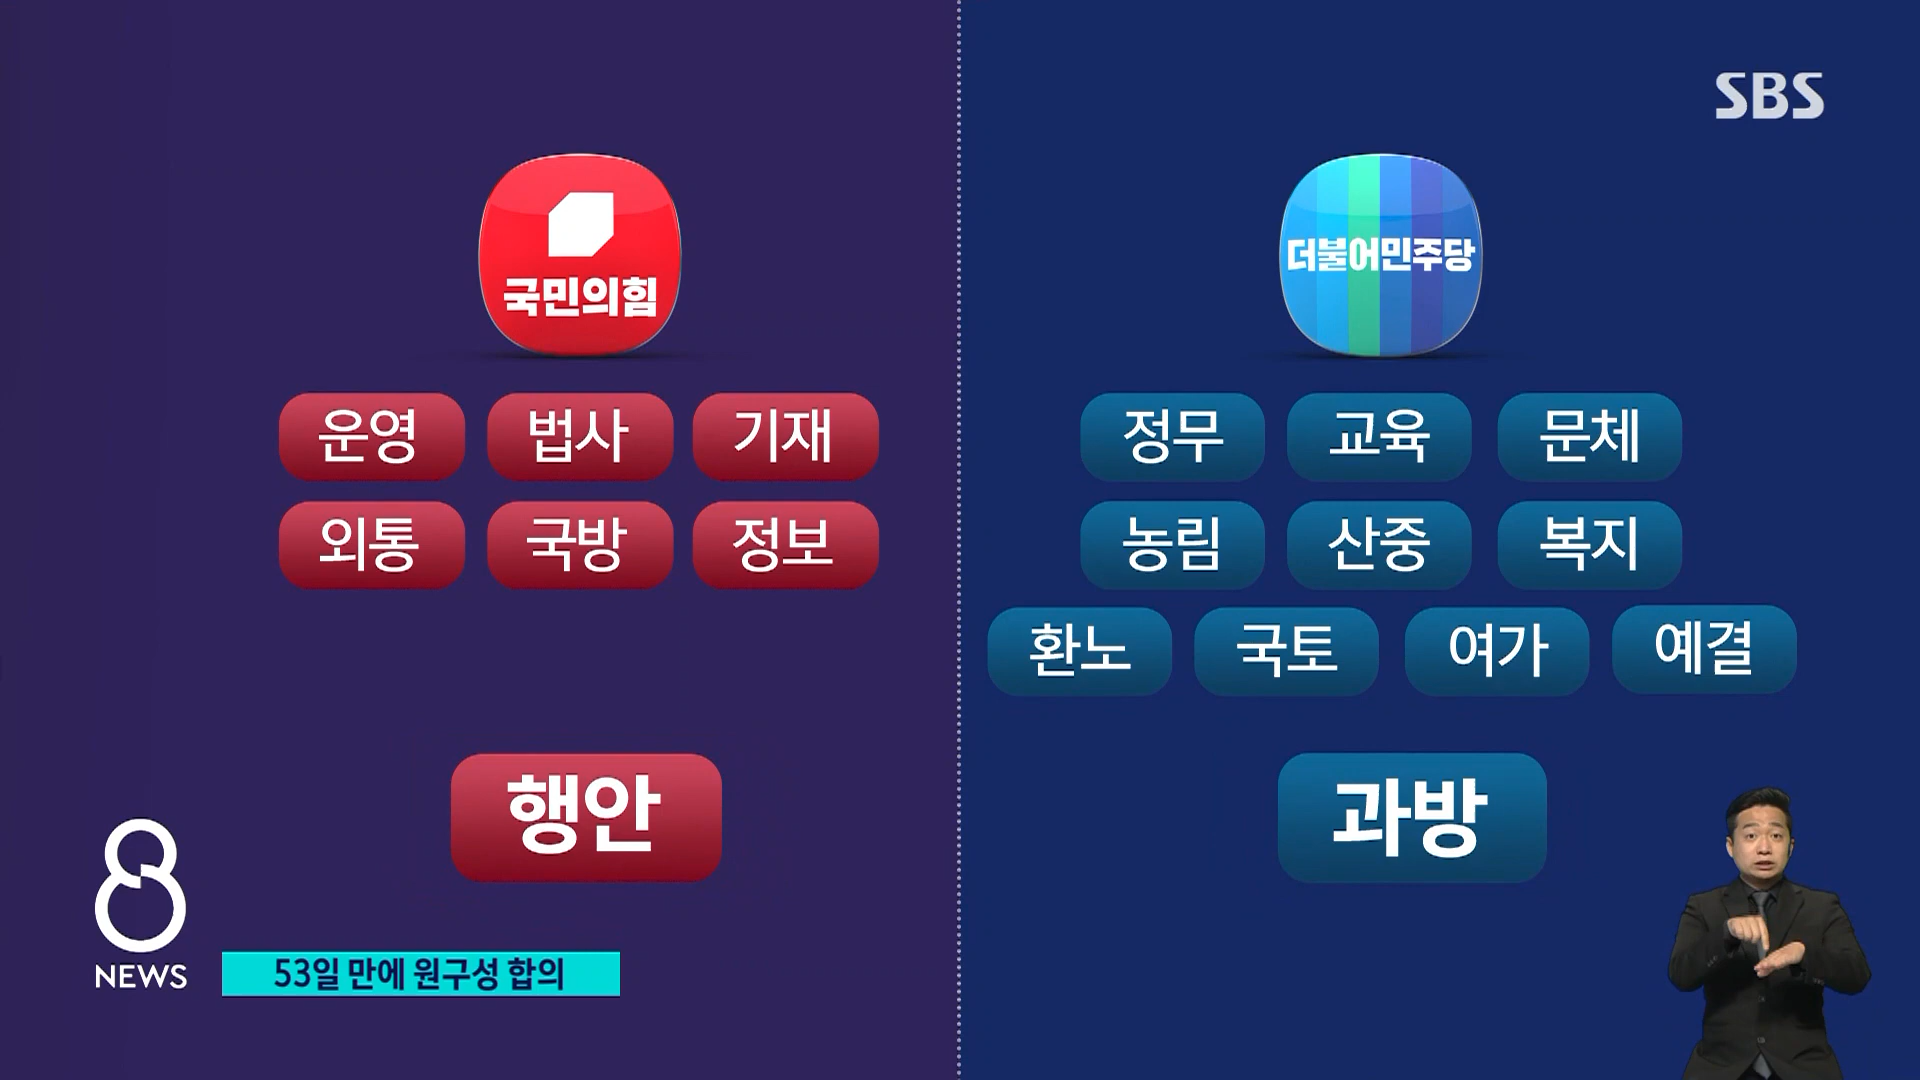 SBS
국민의힘
운영 법사 기재
외통 국방 정보
행안
더불어민주당
정무 교육 문체
농림 산중 복지
환노 국토 여가 예결
과방
8
NEWS
53일 만에 원구성 합의